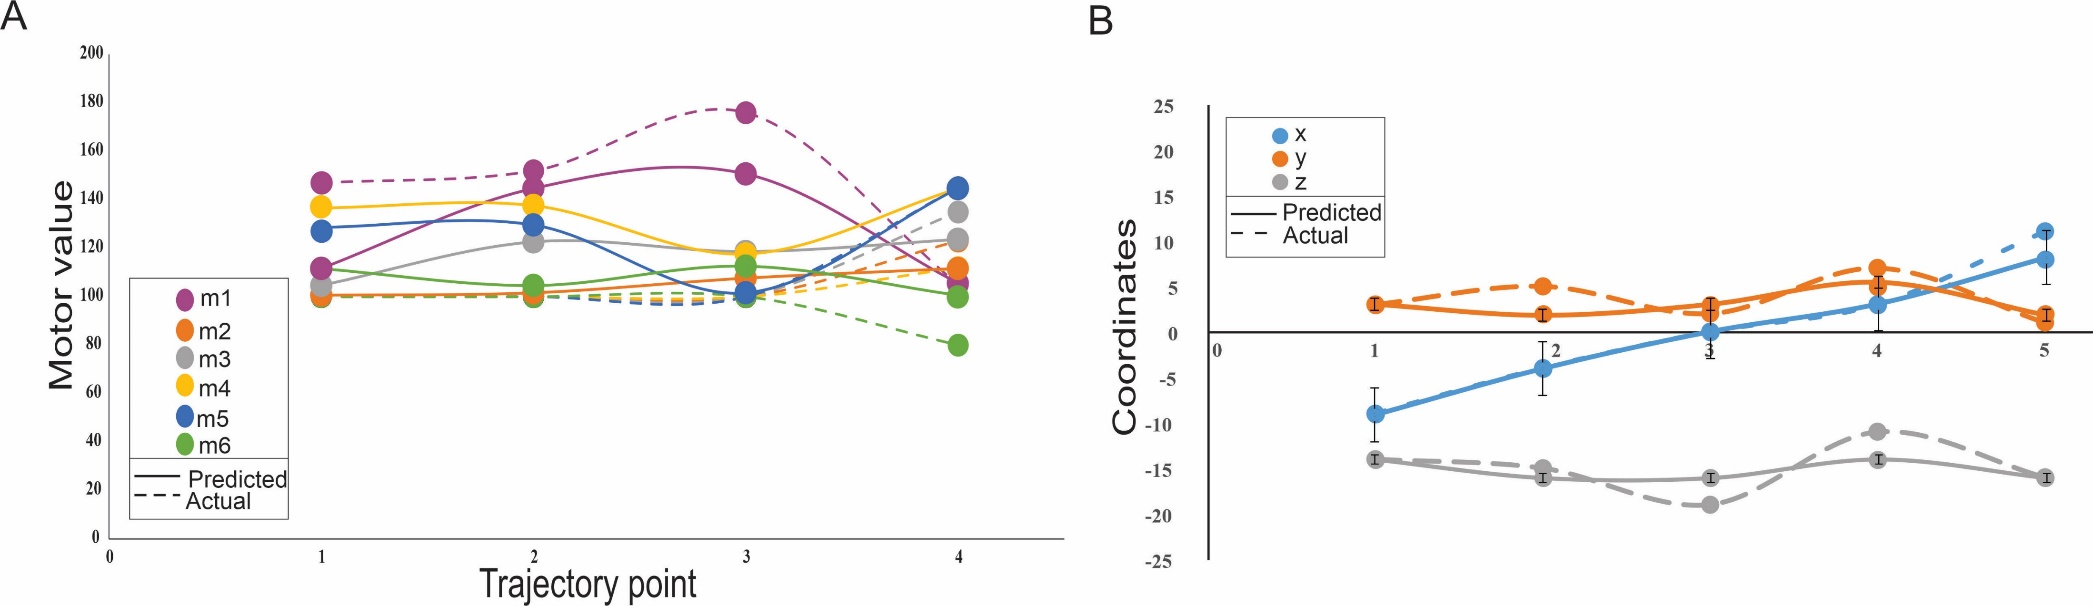 A
Motor value
200
180
160
140
120
100
80
60
40
20
0
m1
m2
m3
m4
m5
m6
Predicted
Actual
0 1 2 3 4
Trajectory point
B
Coordinates
25
20
15
10
5
0
-5
-10
-15
-20
-25
x
y
z
Predicted
Actual
0 1 2 3 4 5